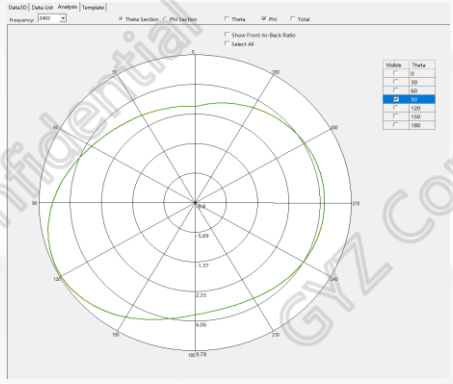 Data3D Data List Analysis Template
Frequency: 2402 Theta Section Phi Section Theta Phi Total
Show Front-to-Back Ratio
Select All
0
30 330
Visible Theta
0
30
60
90
120
150
180
60 300
90 270
-5.09
-1.37
120 240
2.35
6.06
150 210
180 9.78
Confidential
GYZ Con